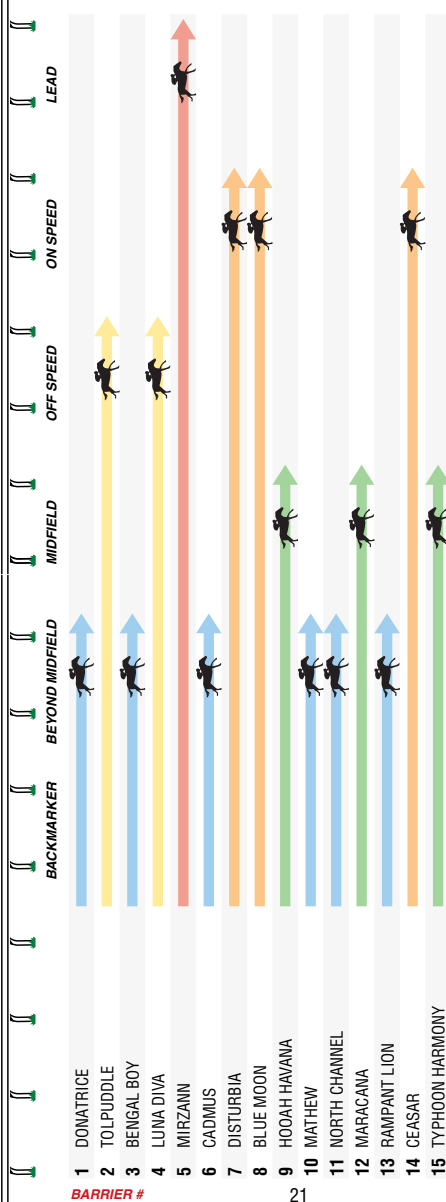 BACKMARKER BEYOND MIDFIELD MIDFIELD OFF SPEED ON SPEED LEAD
1 DONATRICE
2 TOLPUDDLE
3 BENGAL BOY
4 LUNA DIVA
5 MIRZANN
6 CADMUS
7 DISTURBIA
8 BLUE MOON
9 HOOAH HAVANA
10 MATHEW
11 NORTH CHANNEL
12 MARACANA
13 RAMPANT LION
14 CEASAR
15 TYPHOON HARMONY
BARRIER #
21